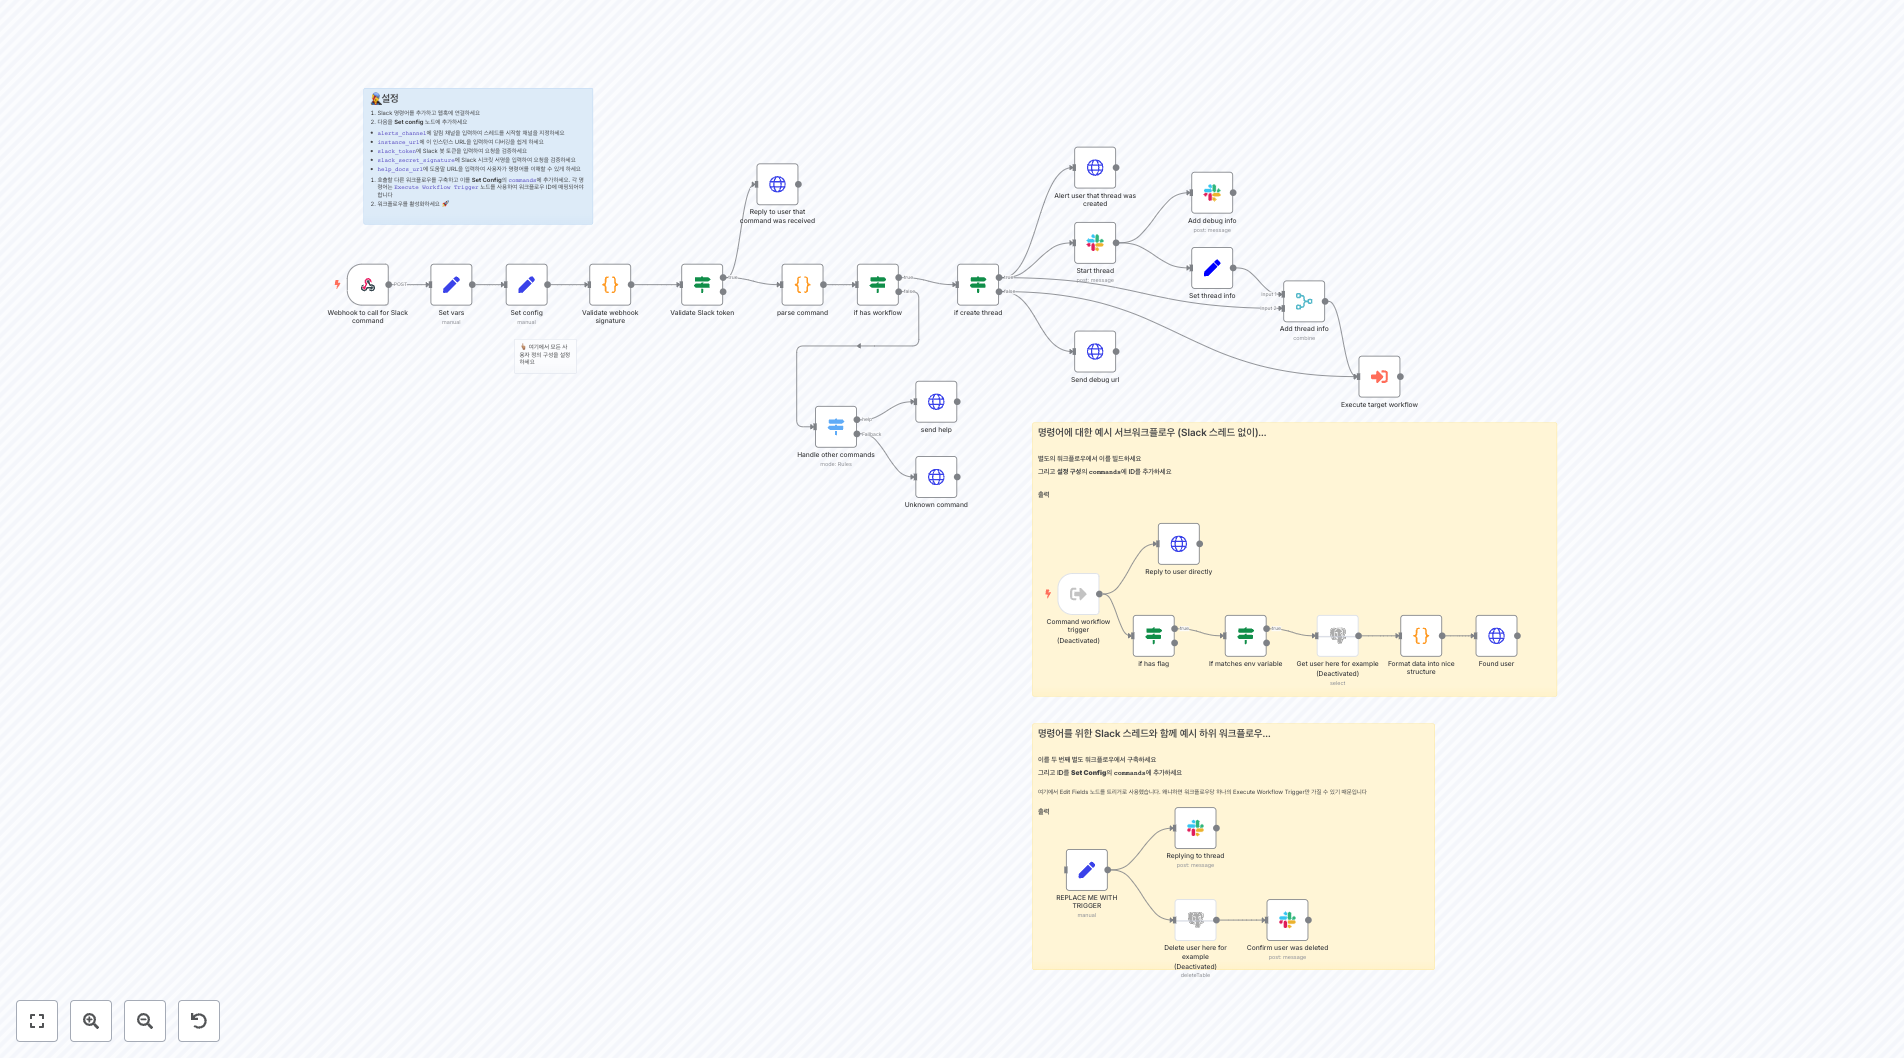 설정
1. Slack 명령어를 추가하고 웹훅에 연결하세요
2. 다음을 Set config 노드에 추가하세요
• alerts_channel에 알림 채널을 입력하여 스레드를 시작할 채널을 지정하세요
• instance_url에 이 인스턴스 URL을 입력하여 디버깅을 쉽게 하세요
• slack_token에 Slack 봇 토큰을 입력하여 요청을 검증하세요
• slack_secret_signature에 Slack 시크릿 서명을 입력하여 요청을 검증하세요
• help_docs_url에 도움말 URL을 입력하여 사용자가 명령어를 이해할 수 있게 하세요
1. 호출할 다른 워크플로우를 구축하고 이를 Set Config의 commands에 추가하세요. 각 명
령어는 Execute Workflow Trigger 노드를 사용하여 워크플로우 ID에 매핑되어야
합니다
2. 워크플로우를 활성화하세요 🚀
Webhook to call for Slack
command
POST
Set vars
manual
Set config
manual
여기에서 모든 사
용자 정의 구성을 설정
하세요
Validate webhook
signature
Validate Slack token
true
Reply to user that
command was received
parse command
if has workflow
true
false
if create thread
true
false
Alert user that thread was
created
Start thread
post: message
Add debug info
post: message
Set thread info
Input 1
Input 2
Add thread info
combine
Send debug url
Execute target workflow
Handle other commands
mode: Rules
help
Fallback
send help
Unknown command
명령어에 대한 예시 서브워크플로우 (Slack 스레드 없이)...
별도의 워크플로우에서 이를 빌드하세요
그리고 설정 구성의 commands에 ID를 추가하세요
출력
Reply to user directly
Command workflow
trigger
(Deactivated)
if has flag
true
If matches env variable
true
Get user here for example
(Deactivated)
select
Format data into nice
structure
Found user
명령어를 위한 Slack 스레드와 함께 예시 하위 워크플로우...
이를 두 번째 별도 워크플로우에서 구축하세요
그리고 ID를 Set Config의 commands에 추가하세요
여기에서 Edit Fields 노드를 트리거로 사용했습니다. 왜냐하면 워크플로우당 하나의 Execute Workflow Trigger만 가질 수 있기 때문입니다
출력
Replying to thread
post: message
REPLACE ME WITH
TRIGGER
manual
Delete user here for
example
(Deactivated)
deleteTable
Confirm user was deleted
post: message